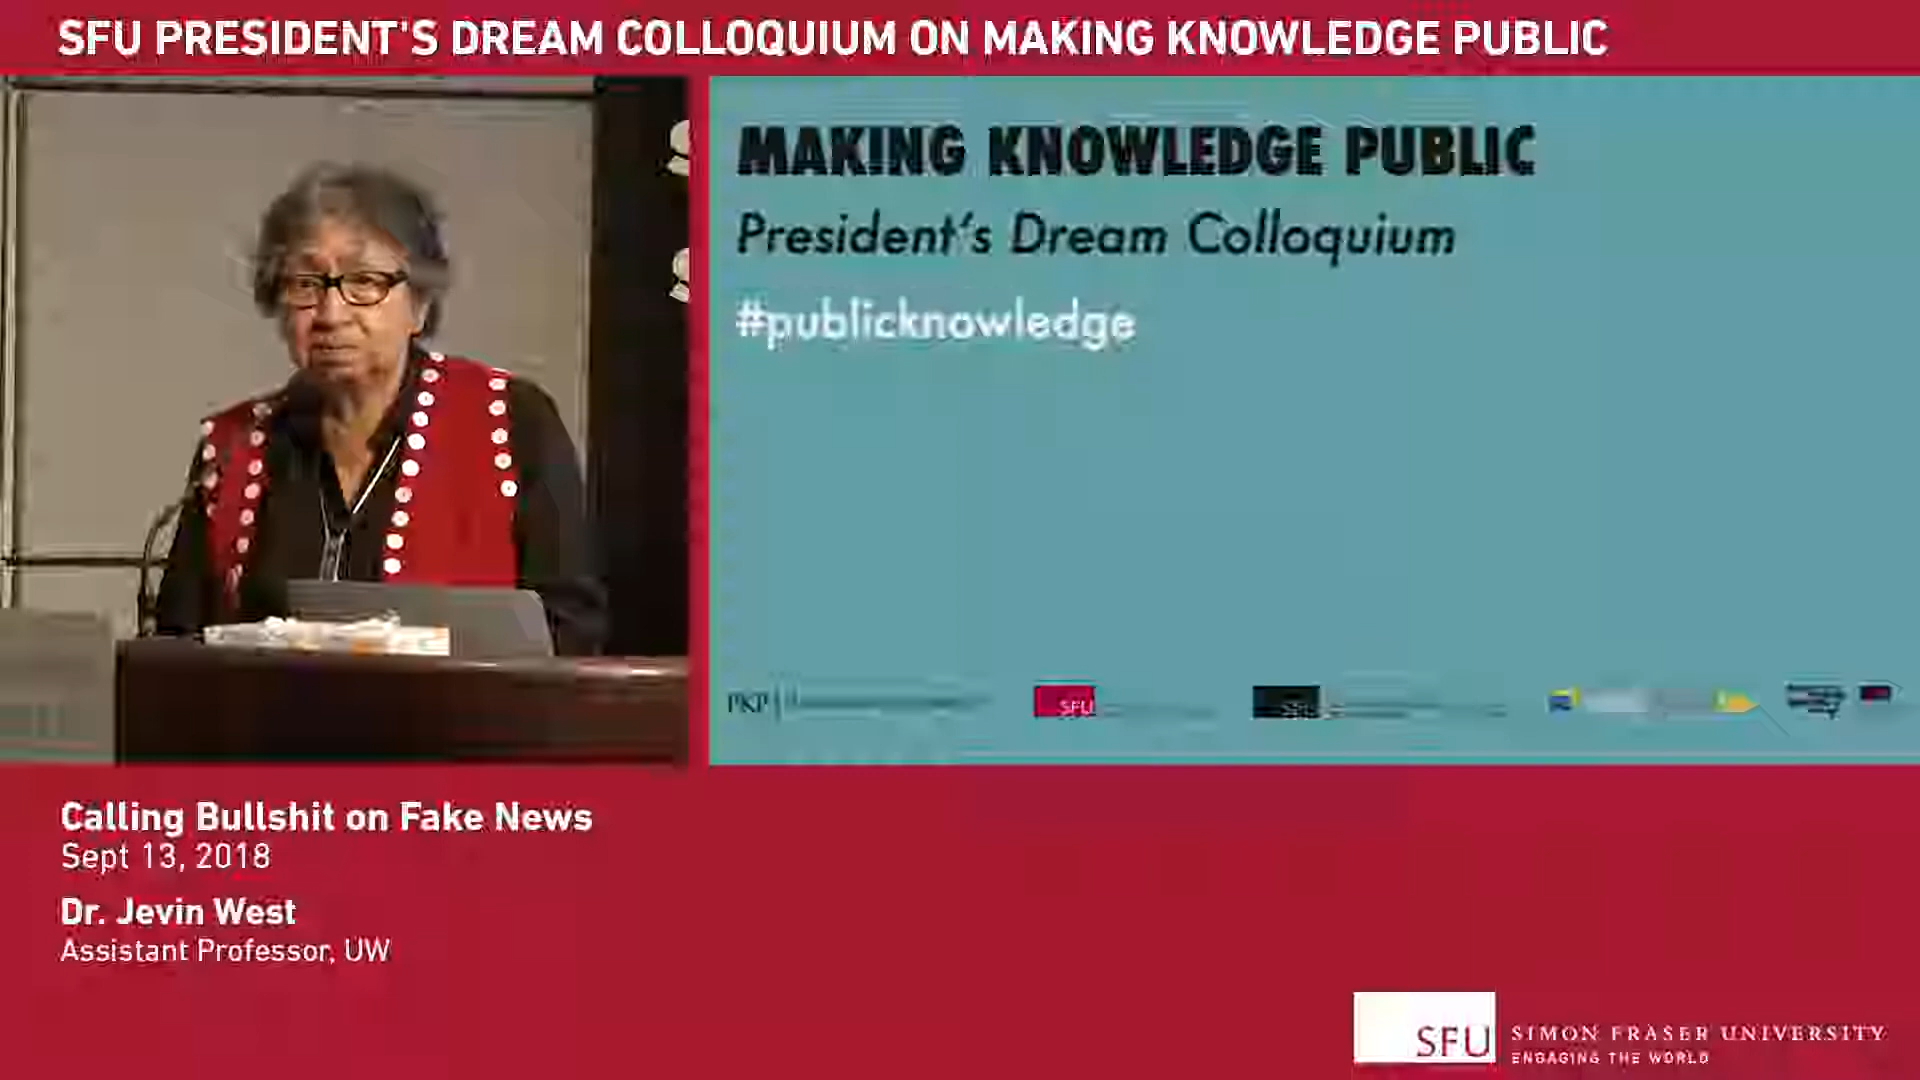 SFU PRESIDENT'S DREAM COLLOQUIUM ON MAKING KNOWLEDGE PUBLIC
MAKING KNOWLEDGE PUBLIC
President's Dream Colloquium
#publicknowledge
PKP
SFU
Calling Bullshit on Fake News
Sept 13, 2018
Dr. Jevin West
Assistant Professor, UW
SFU
SIMON FRASER UNIVERSITY
ENGAGING THE WORLD